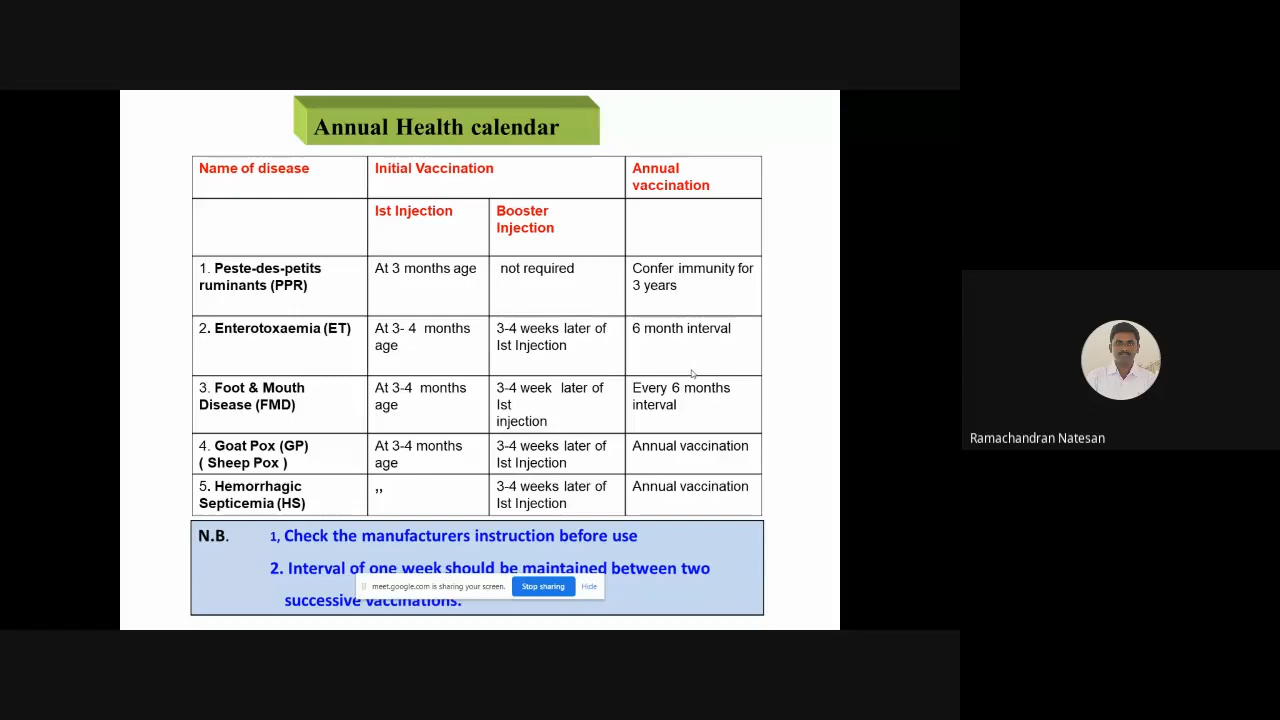 Annual Health calendar
Name of disease
Initial Vaccination
Annual
vaccination
Ist Injection
Booster
Injection
1. Peste-des-petits
ruminants (PPR)
At 3 months age
not required
Confer immunity for
3 years
2. Enterotoxaemia (ET)
At 3- 4 months
age
3-4 weeks later of
Ist Injection
6 month interval
3. Foot & Mouth
Disease (FMD)
At 3-4 months
age
3-4 week later of
Ist
injection
Every 6 months
interval
4. Goat Pox (GP)
( Sheep Pox )
At 3-4 months
age
3-4 weeks later of
Ist Injection
Annual vaccination
5. Hemorrhagic
Septicemia (HS)
,,
3-4 weeks later of
Ist Injection
Annual vaccination
N.B. 1, Check the manufacturers instruction before use
2. Interval of one week should be maintained between two
meet.google.com is sharing your screen. Stop sharing Hide
successive vaccinations.
Ramachandran Natesan